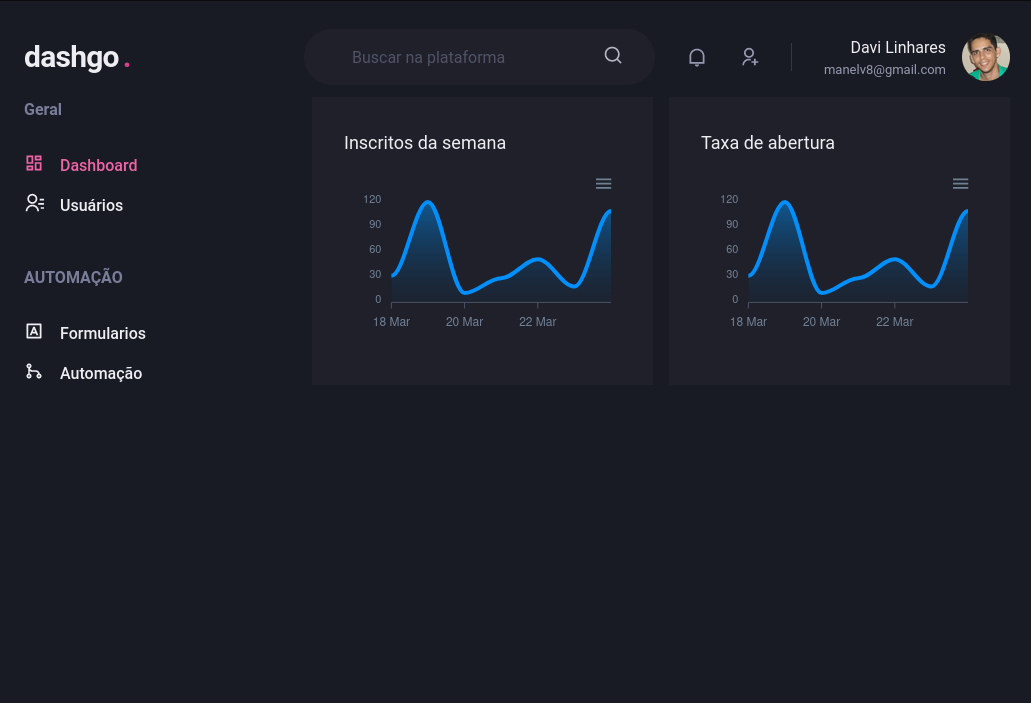 dashgo.
Buscar na plataforma
Davi Linhares
manelv8@gmail.com
Geral
Dashboard
Usuários
AUTOMAÇÃO
Formularios
Automação
Inscritos da semana
120
90
60
30
0
18 Mar 20 Mar 22 Mar
Taxa de abertura
120
90
60
30
0
18 Mar 20 Mar 22 Mar